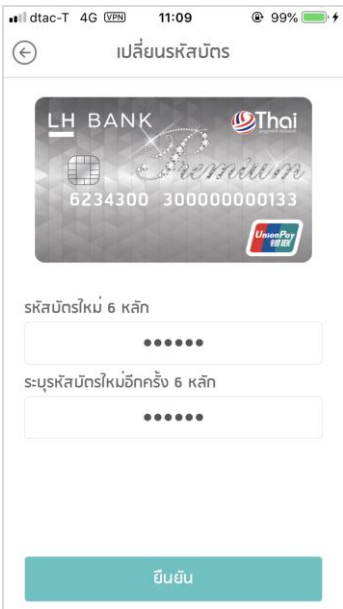 dtac-T 4G VPN 11:09 99%
เปลี่ยนรหัสบัตร
LH BANK Thai
Premium
6234300 300000000133
UnionPay
银联
รหัสบัตรใหม่ 6 หลัก
••••••
ระบุรหัสบัตรใหม่อีกครั้ง 6 หลัก
••••••
ยืนยัน